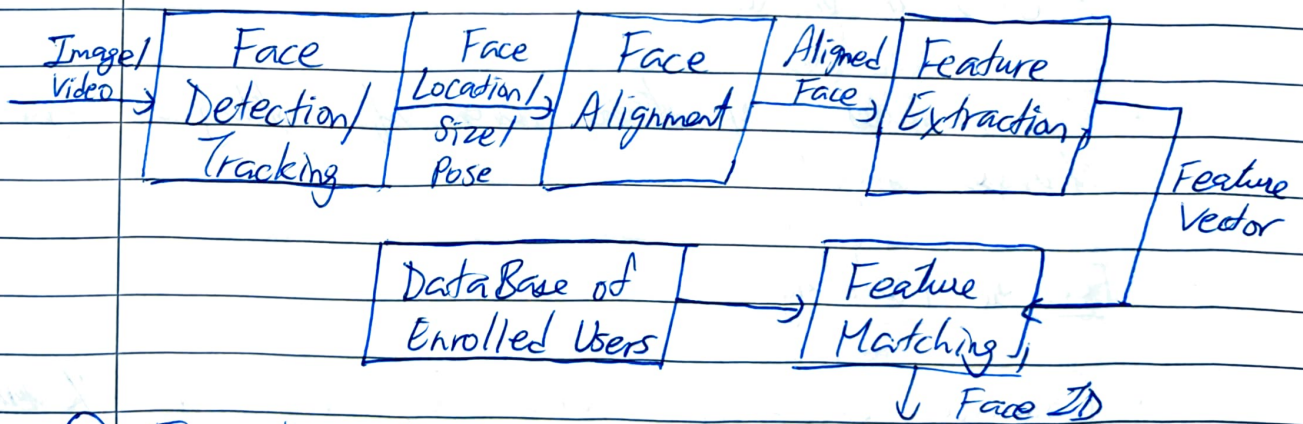 Image/
Video
Face
Detection/
Tracking
Face
Location/
Size/
Pose
Face
Alignment
Aligned
Face
Feature
Extraction
Feature
Vector
DataBase of
Enrolled Users
Feature
Matching
Face ID